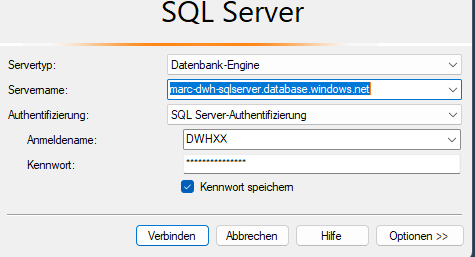 SQL Server
Servertyp: Datenbank-Engine
Servername: marc-dwh-sqlserver.database.windows.net
Authentifizierung: SQL Server-Authentifizierung
Anmeldename: DWHXX
Kennwort: ***************
Kennwort speichern
Verbinden Abbrechen Hilfe Optionen >>